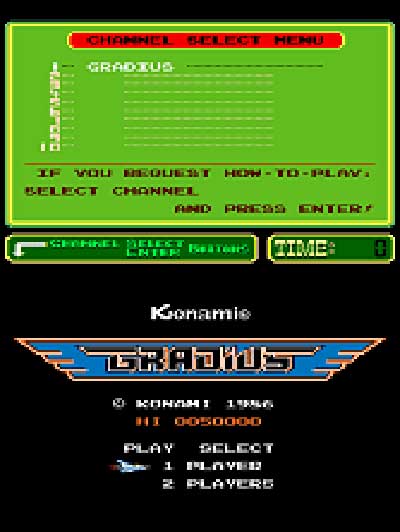 CHANNEL SELECT MENU
GRADIUS
IF YOU REQUEST HOW-TO-PLAY,
SELECT CHANNEL
AND PRESS ENTER!
CHANNEL SELECT
ENTER BUTTONS
TIME: 0
Konami®
GRADIUS
© KONAMI 1986
HI 0050000
PLAY SELECT
1 PLAYER
2 PLAYERS